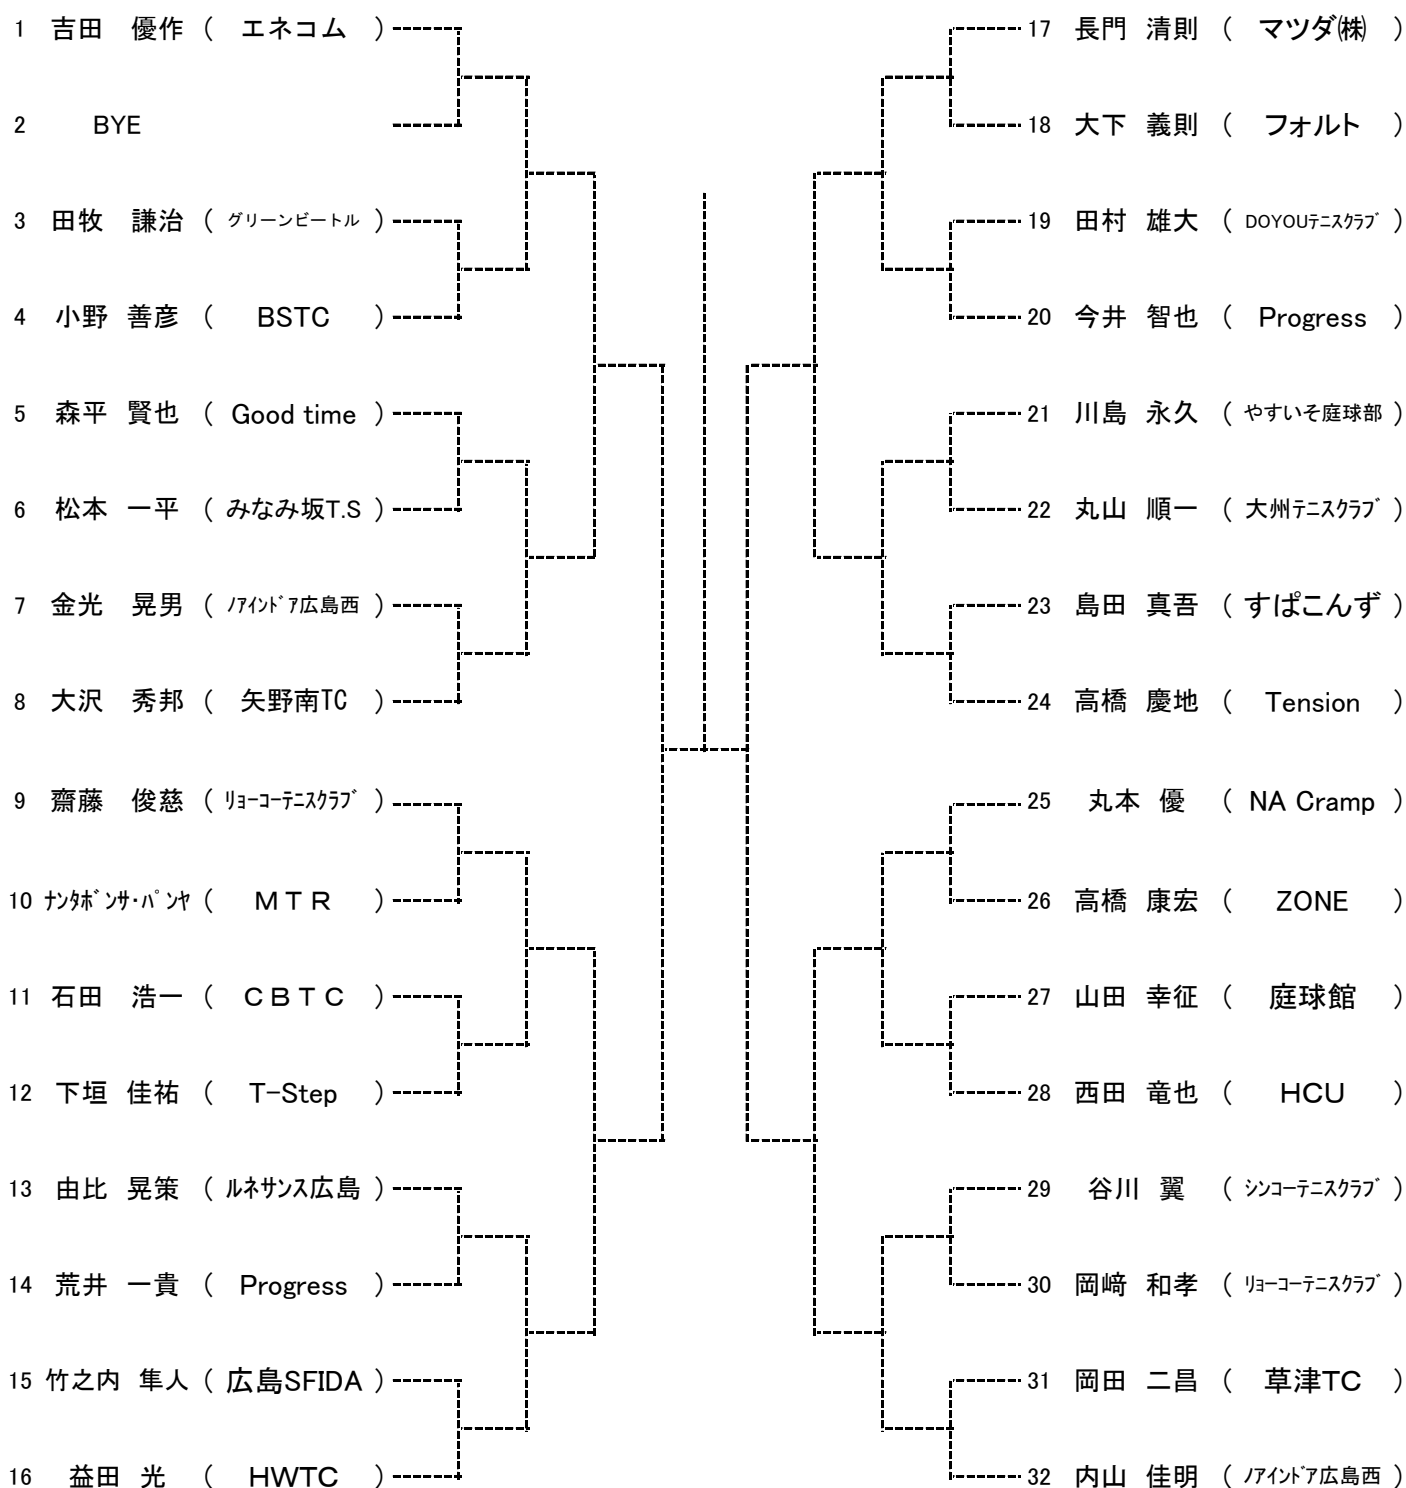 1 吉田 優作 ( エネコム )
2 BYE
3 田牧 謙治 ( グリーンビートル )
4 小野 善彦 ( BSTC )
5 森平 賢也 ( Good time )
6 松本 一平 ( みなみ坂T.S )
7 金光 晃男 ( ﾉｱｲﾝﾄﾞｱ広島西 )
8 大沢 秀邦 ( 矢野南TC )
9 齋藤 俊慈 ( ﾘｮｰｺｰﾃﾆｽｸﾗﾌﾞ )
10 ﾅﾝﾀﾎﾞﾝｻ･ﾊﾟﾝﾔ ( ＭＴＲ )
11 石田 浩一 ( ＣＢＴＣ )
12 下垣 佳祐 ( T-Step )
13 由比 晃策 ( ﾙﾈｻﾝｽ広島 )
14 荒井 一貴 ( Progress )
15 竹之内 隼人 ( 広島SFIDA )
16 益田 光 ( HWTC )
17 長門 清則 ( マツダ㈱ )
18 大下 義則 ( フォルト )
19 田村 雄大 ( DOYOUﾃﾆｽｸﾗﾌﾞ )
20 今井 智也 ( Progress )
21 川島 永久 ( やすいそ庭球部 )
22 丸山 順一 ( 大州ﾃﾆｽｸﾗﾌﾞ )
23 島田 真吾 ( すぱこんず )
24 高橋 慶地 ( Tension )
25 丸本 優 ( NA Cramp )
26 高橋 康宏 ( ZONE )
27 山田 幸征 ( 庭球館 )
28 西田 竜也 ( HCU )
29 谷川 翼 ( ｼﾝｺｰﾃﾆｽｸﾗﾌﾞ )
30 岡﨑 和孝 ( ﾘｮｰｺｰﾃﾆｽｸﾗﾌﾞ )
31 岡田 二昌 ( 草津TC )
32 内山 佳明 ( ﾉｱｲﾝﾄﾞｱ広島西 )